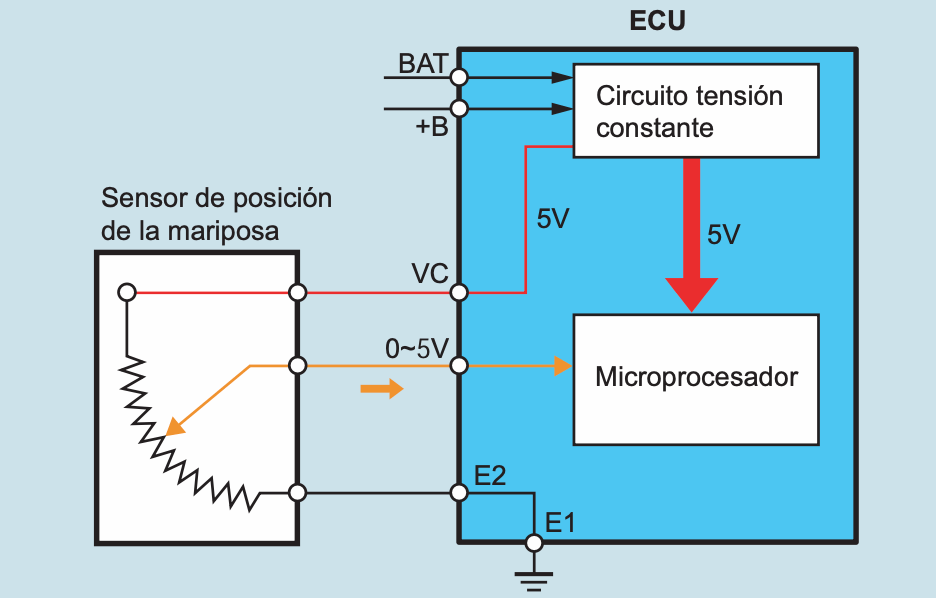 ECU
BAT
+B
Circuito tensión
constante
5V
5V
Sensor de posición
de la mariposa
VC
0~5V
Microprocesador
E2
E1